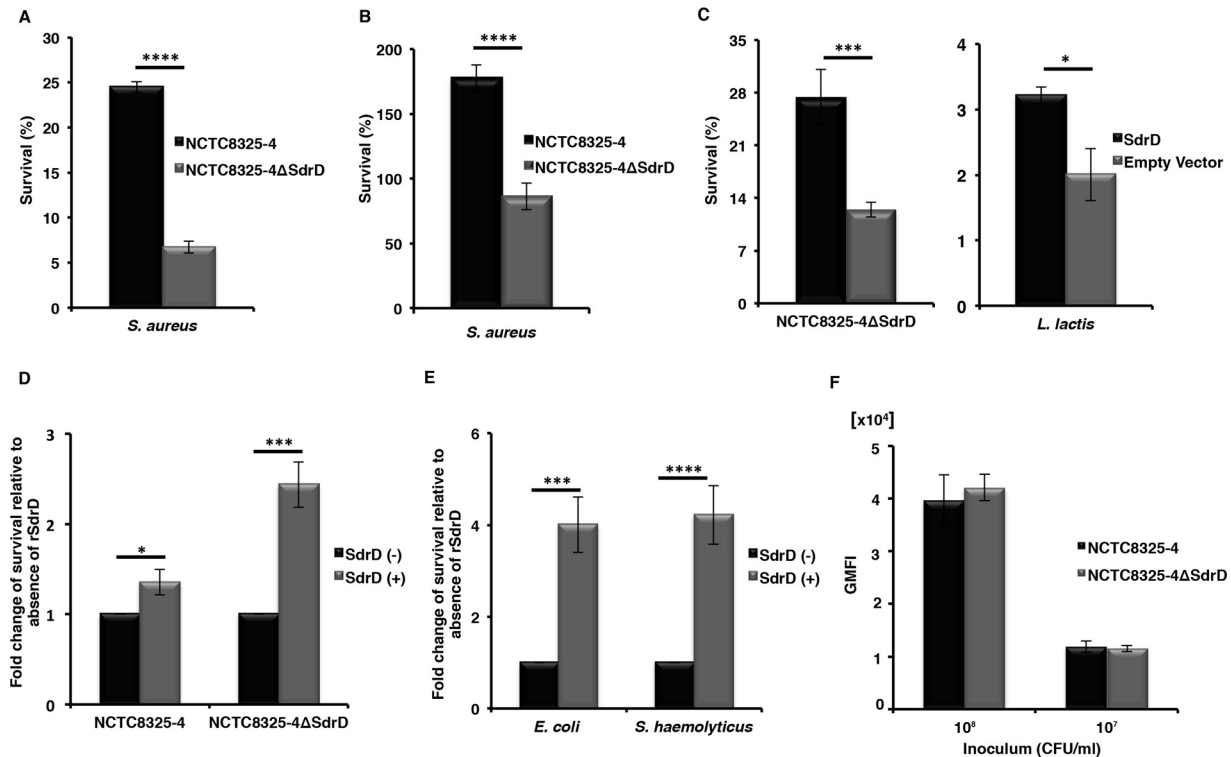 A
30
25
20
15
10
5
0
Survival (%)
****
NCTC8325-4
NCTC8325-4ΔSdrD
S. aureus
B
200
150
100
50
0
Survival (%)
****
NCTC8325-4
NCTC8325-4ΔSdrD
S. aureus
C
35
28
21
14
7
0
Survival (%)
***
NCTC8325-4ΔSdrD
4
3
2
1
0
*
SdrD
Empty Vector
L. lactis
D
3
2
1
0
Fold change of survival relative to
absence of rSdrD
*
***
SdrD (-)
SdrD (+)
NCTC8325-4
NCTC8325-4ΔSdrD
E
6
4
2
0
Fold change of survival relative to
absence of rSdrD
***
****
SdrD (-)
SdrD (+)
E. coli
S. haemolyticus
F
[x10⁴]
5
4
3
2
1
0
GMFI
NCTC8325-4
NCTC8325-4ΔSdrD
10⁸
10⁷
Inoculum (CFU/ml)